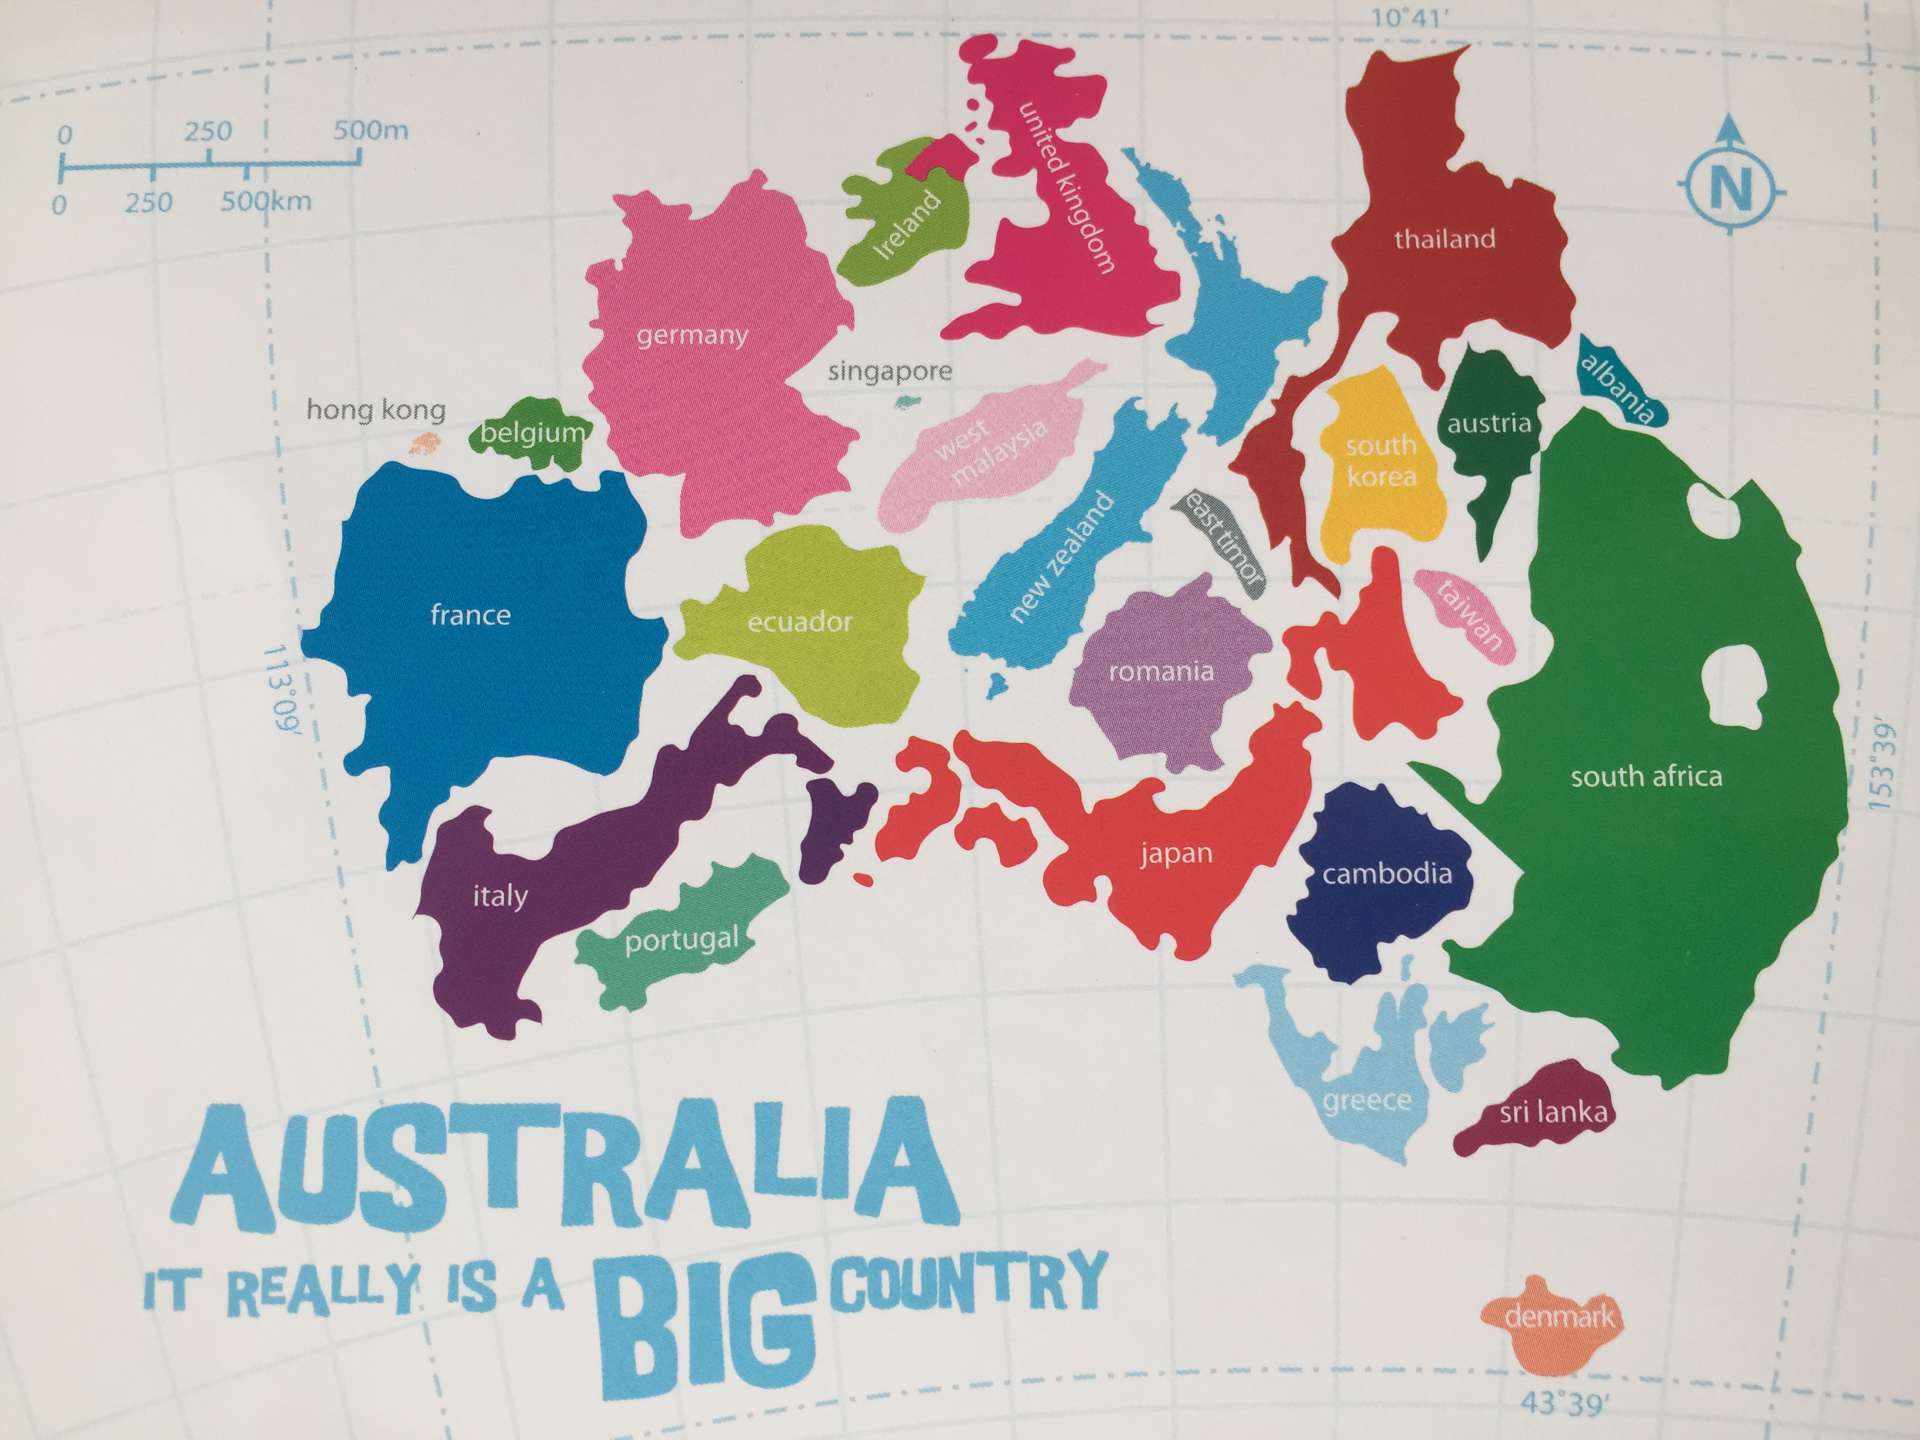 10°41'
0 250 500m
0 250 500km
N
united kingdom
Ireland
thailand
germany
singapore
albania
hong kong
belgium
west
malaysia
south
korea
austria
new zealand
east timor
france
ecuador
taiwan
romania
113°09'
153°39'
south africa
japan
cambodia
italy
portugal
greece
sri lanka
AUSTRALIA
IT REALLY IS A BIG COUNTRY
denmark
43°39'